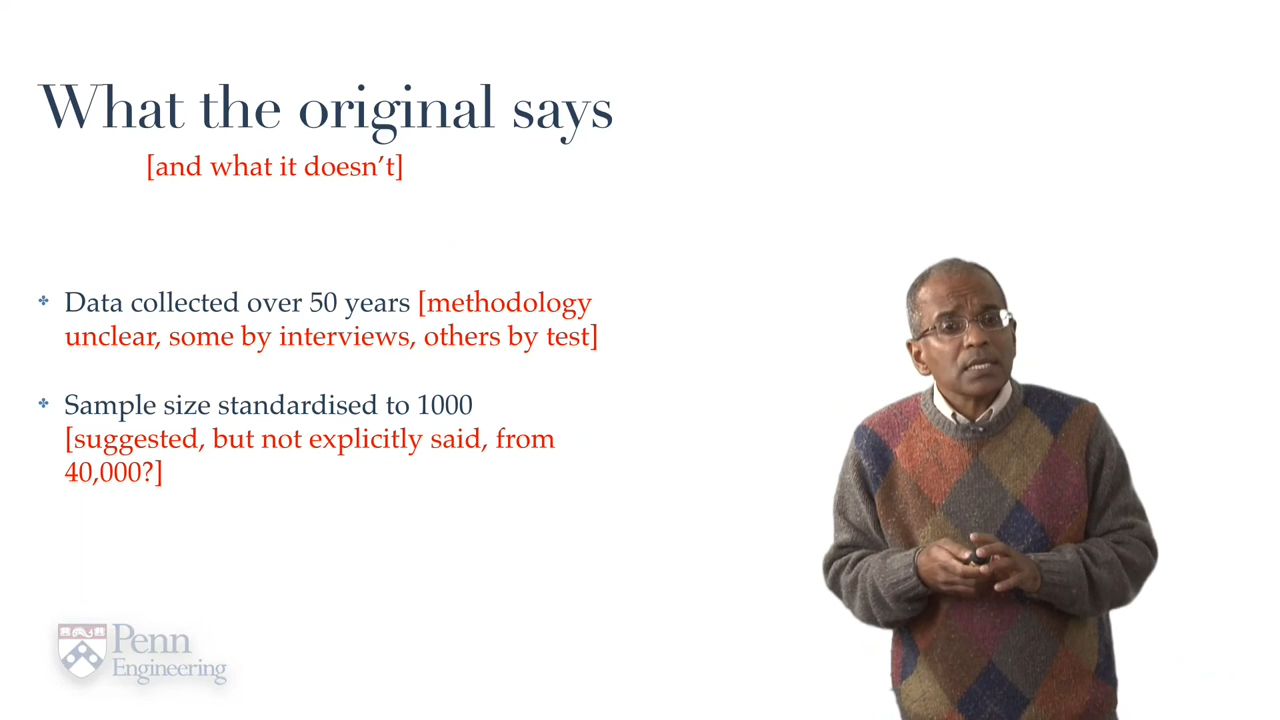 What the original says
[and what it doesn’t]
Data collected over 50 years [methodology
unclear, some by interviews, others by test]
Sample size standardised to 1000
[suggested, but not explicitly said, from
40,000?]
Penn
Engineering